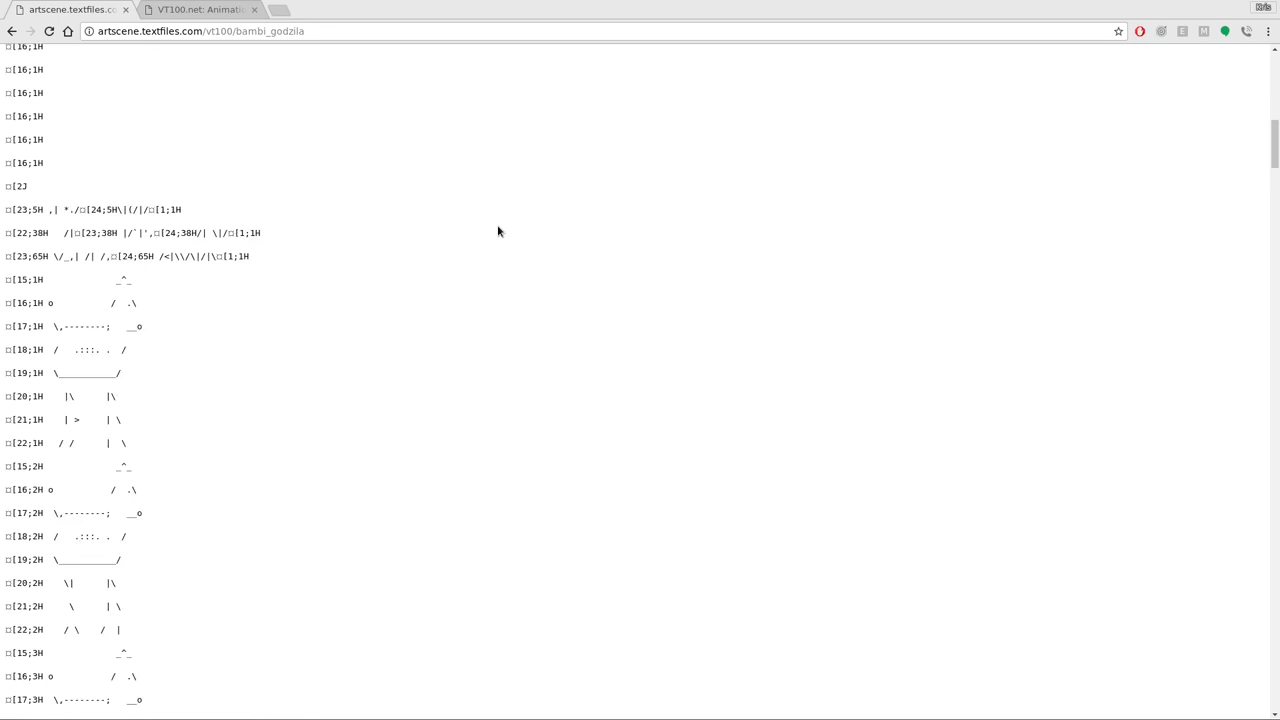 artscene.textfiles.co
VT100.net: Animati
Kris
artscene.textfiles.com/vt100/bambi_godzila
□[16;1H
□[16;1H
□[16;1H
□[16;1H
□[16;1H
□[16;1H
□[2J
□[23;5H ,| *./□[24;5H\|(/|/□[1;1H
□[22;38H   /|□[23;38H |/`|',□[24;38H/| \|/□[1;1H
□[23;65H \/_,| /| /,□[24;65H /<|\\/\|/|\□[1;1H
□[15;1H              _^_
□[16;1H o           /  .\
□[17;1H  \,--------;   __o
□[18;1H  /   .:::. .  /
□[19;1H  \___________/
□[20;1H    |\      |\
□[21;1H    | >     | \
□[22;1H   / /      |  \
□[15;2H              _^_
□[16;2H o           /  .\
□[17;2H  \,--------;   __o
□[18;2H  /   .:::. .  /
□[19;2H  \___________/
□[20;2H    \|      |\
□[21;2H     \      | \
□[22;2H    / \    /  |
□[15;3H              _^_
□[16;3H o           /  .\
□[17;3H  \,--------;   __o